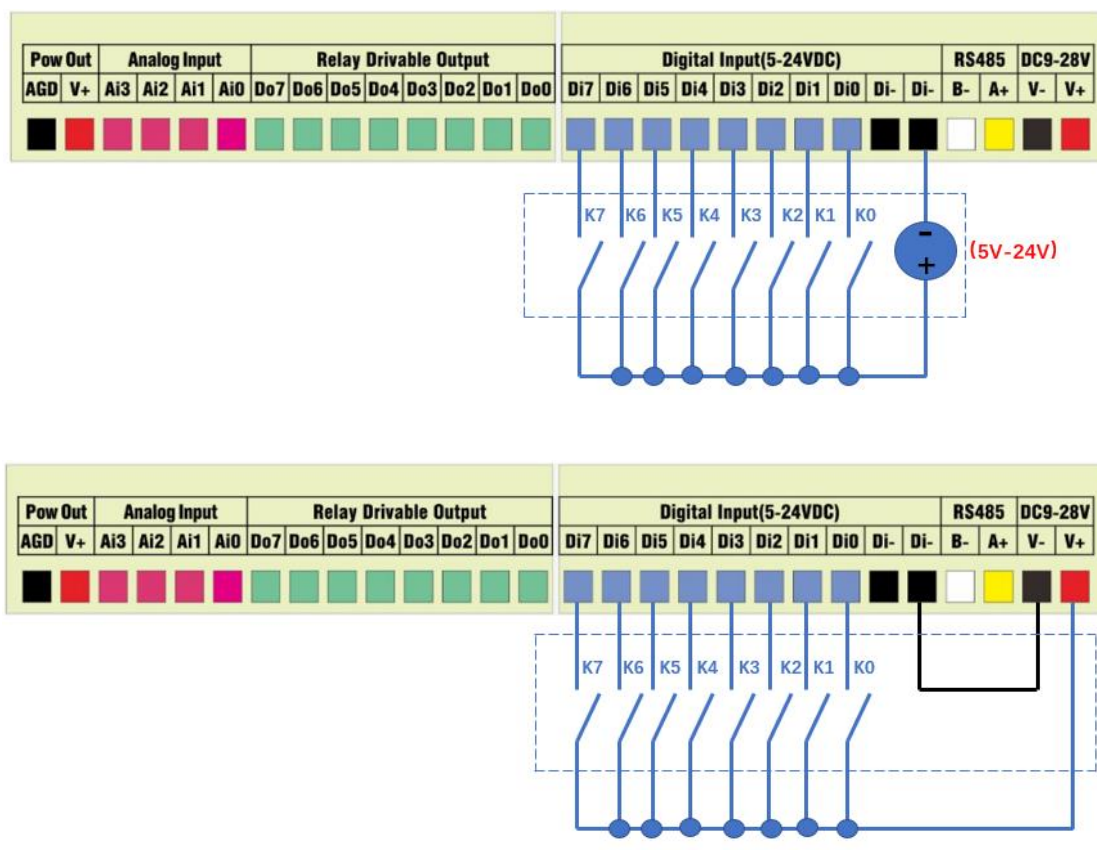 Pow Out Analog Input Relay Drivable Output Digital Input(5-24VDC) RS485 DC9-28V
AGD V+ Ai3 Ai2 Ai1 Ai0 Do7 Do6 Do5 Do4 Do3 Do2 Do1 Do0 Di7 Di6 Di5 Di4 Di3 Di2 Di1 Di0 Di- Di- B- A+ V- V+
K7 K6 K5 K4 K3 K2 K1 K0
-
(5V-24V)
+
Pow Out Analog Input Relay Drivable Output Digital Input(5-24VDC) RS485 DC9-28V
AGD V+ Ai3 Ai2 Ai1 Ai0 Do7 Do6 Do5 Do4 Do3 Do2 Do1 Do0 Di7 Di6 Di5 Di4 Di3 Di2 Di1 Di0 Di- Di- B- A+ V- V+
K7 K6 K5 K4 K3 K2 K1 K0